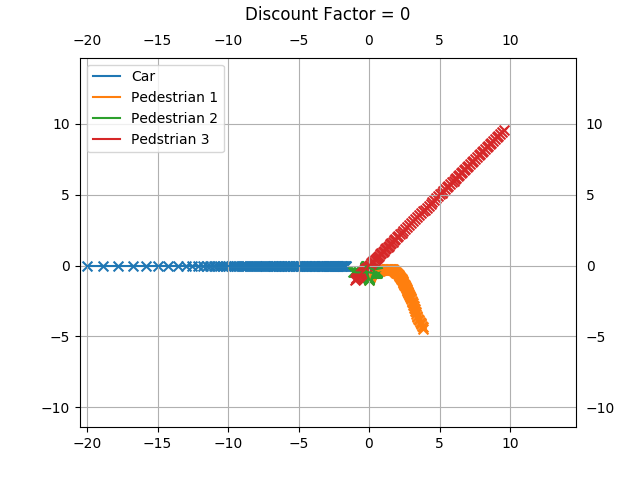 Discount Factor = 0
−20 −15 −10 −5 0 5 10
Car
Pedestrian 1
Pedestrian 2
Pedstrian 3
10 10
5 5
0 0
−5 −5
−10 −10
−20 −15 −10 −5 0 5 10